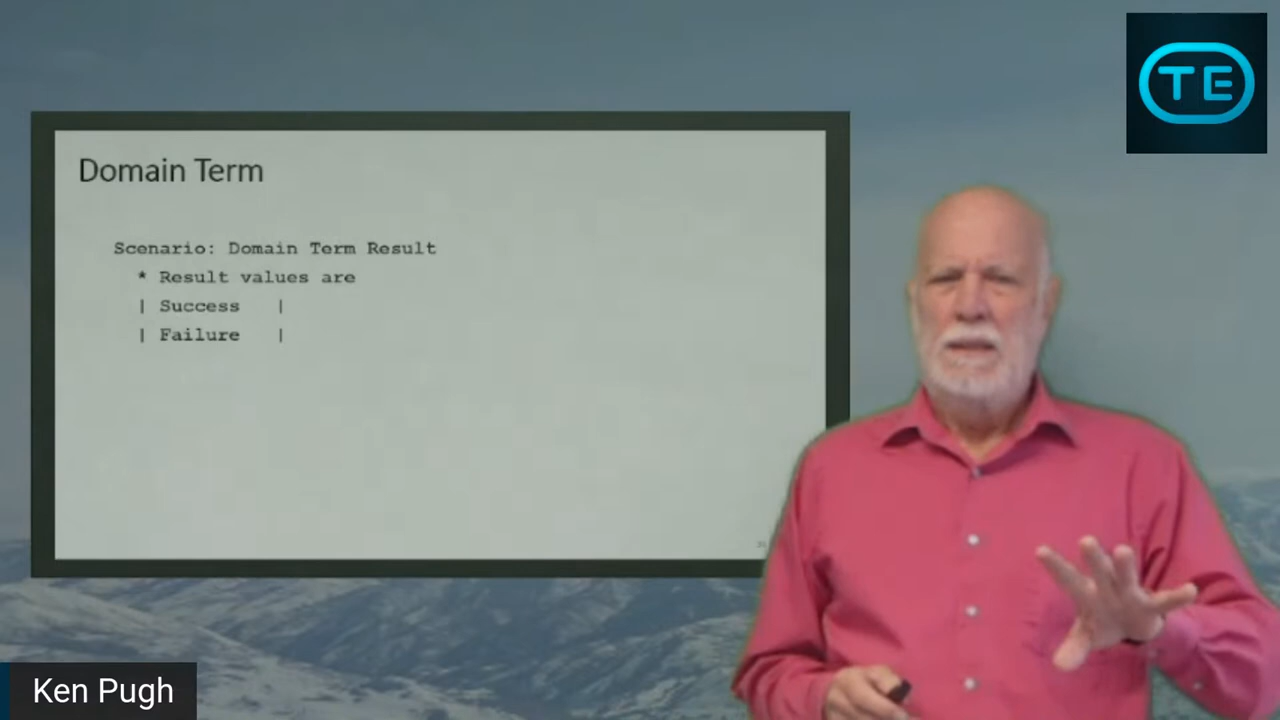 TE
Domain Term
Scenario: Domain Term Result
* Result values are
| Success |
| Failure |
Ken Pugh